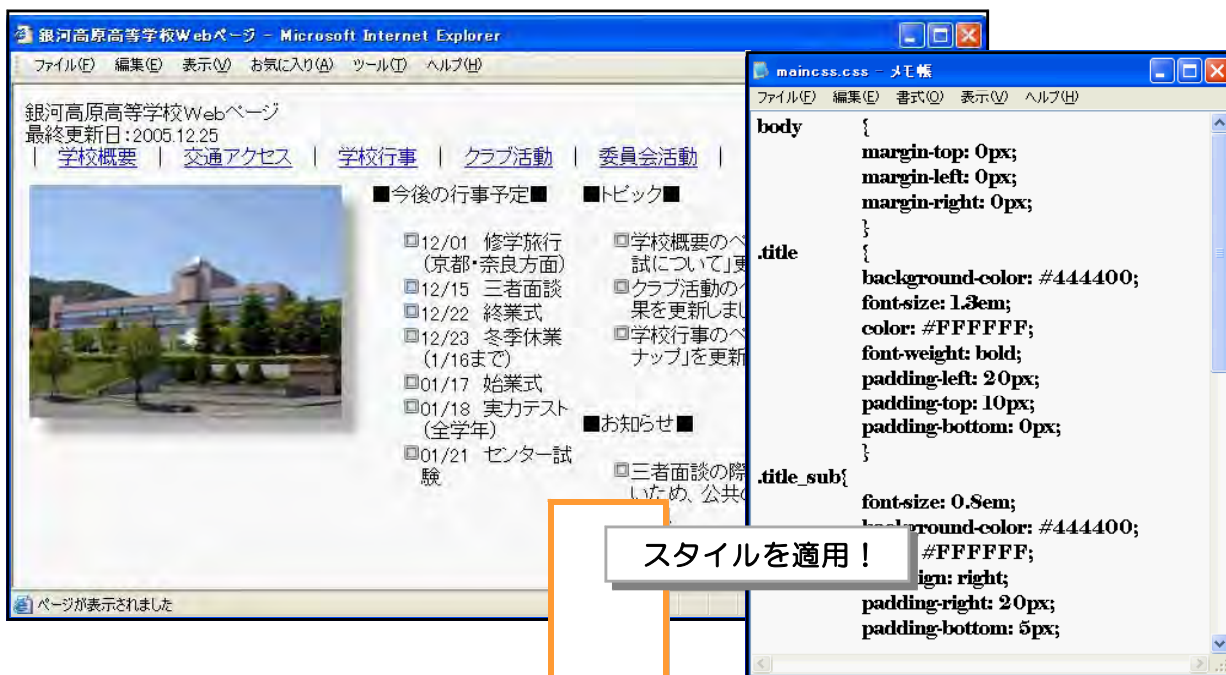 銀河高原高等学校Webページ - Microsoft Internet Explorer
ファイル(F) 編集(E) 表示(V) お気に入り(A) ツール(T) ヘルプ(H)
銀河高原高等学校Webページ
最終更新日:2005.12.25
| 学校概要 | 交通アクセス | 学校行事 | クラブ活動 | 委員会活動 |
■今後の行事予定■
12/01 修学旅行
(京都・奈良方面)
12/15 三者面談
12/22 終業式
12/23 冬季休業
(1/16まで)
01/17 始業式
01/18 実力テスト
(全学年)
01/21 センター試
験
■トピック■
学校概要のペ
試について」更
クラブ活動のペ
果を更新しまし
学校行事のペ
ナップ」を更新
■お知らせ■
三者面談の際
いため、公共の
ページが表示されました
maincss.css - メモ帳
ファイル(F) 編集(E) 書式(O) 表示(V) ヘルプ(H)
body {
margin-top: 0px;
margin-left: 0px;
margin-right: 0px;
}
.title {
background-color: #444400;
font-size: 1.3em;
color: #FFFFFF;
font-weight: bold;
padding-left: 20px;
padding-top: 10px;
padding-bottom: 0px;
}
.title_sub{
font-size: 0.8em;
background-color: #444400;
#FFFFFF;
ign: right;
padding-right: 20px;
padding-bottom: 5px;
スタイルを適用!